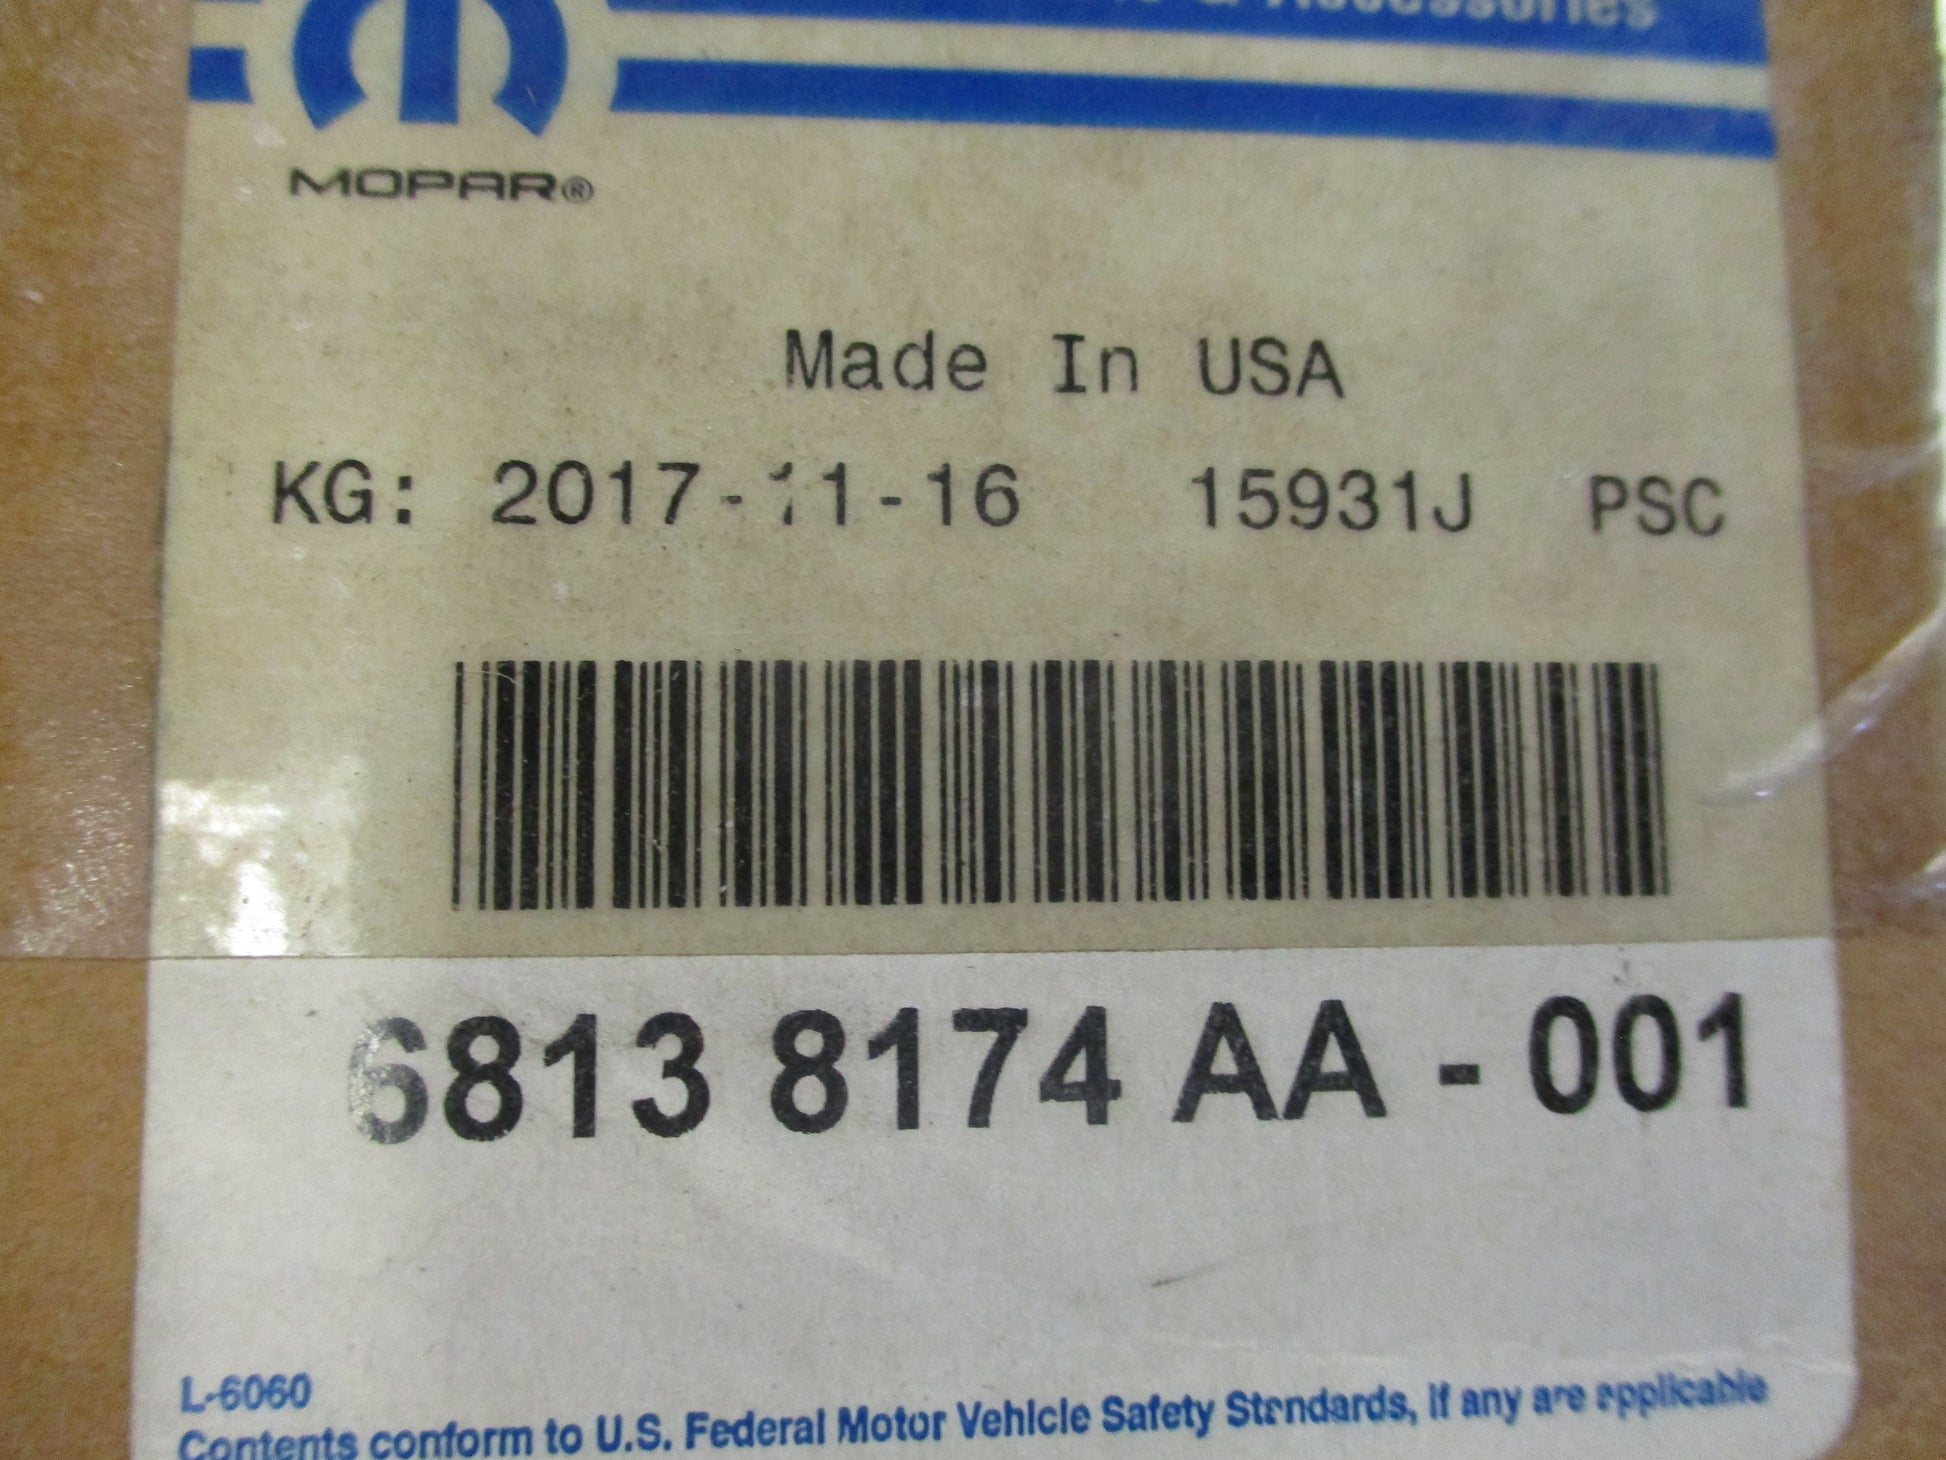 & Accessories
MOPAR®
Made In USA
KG: 2017-11-16 15931J PSC
6813 8174 AA - 001
L-6060
Contents conform to U.S. Federal Motor Vehicle Safety Standards, if any are applicable